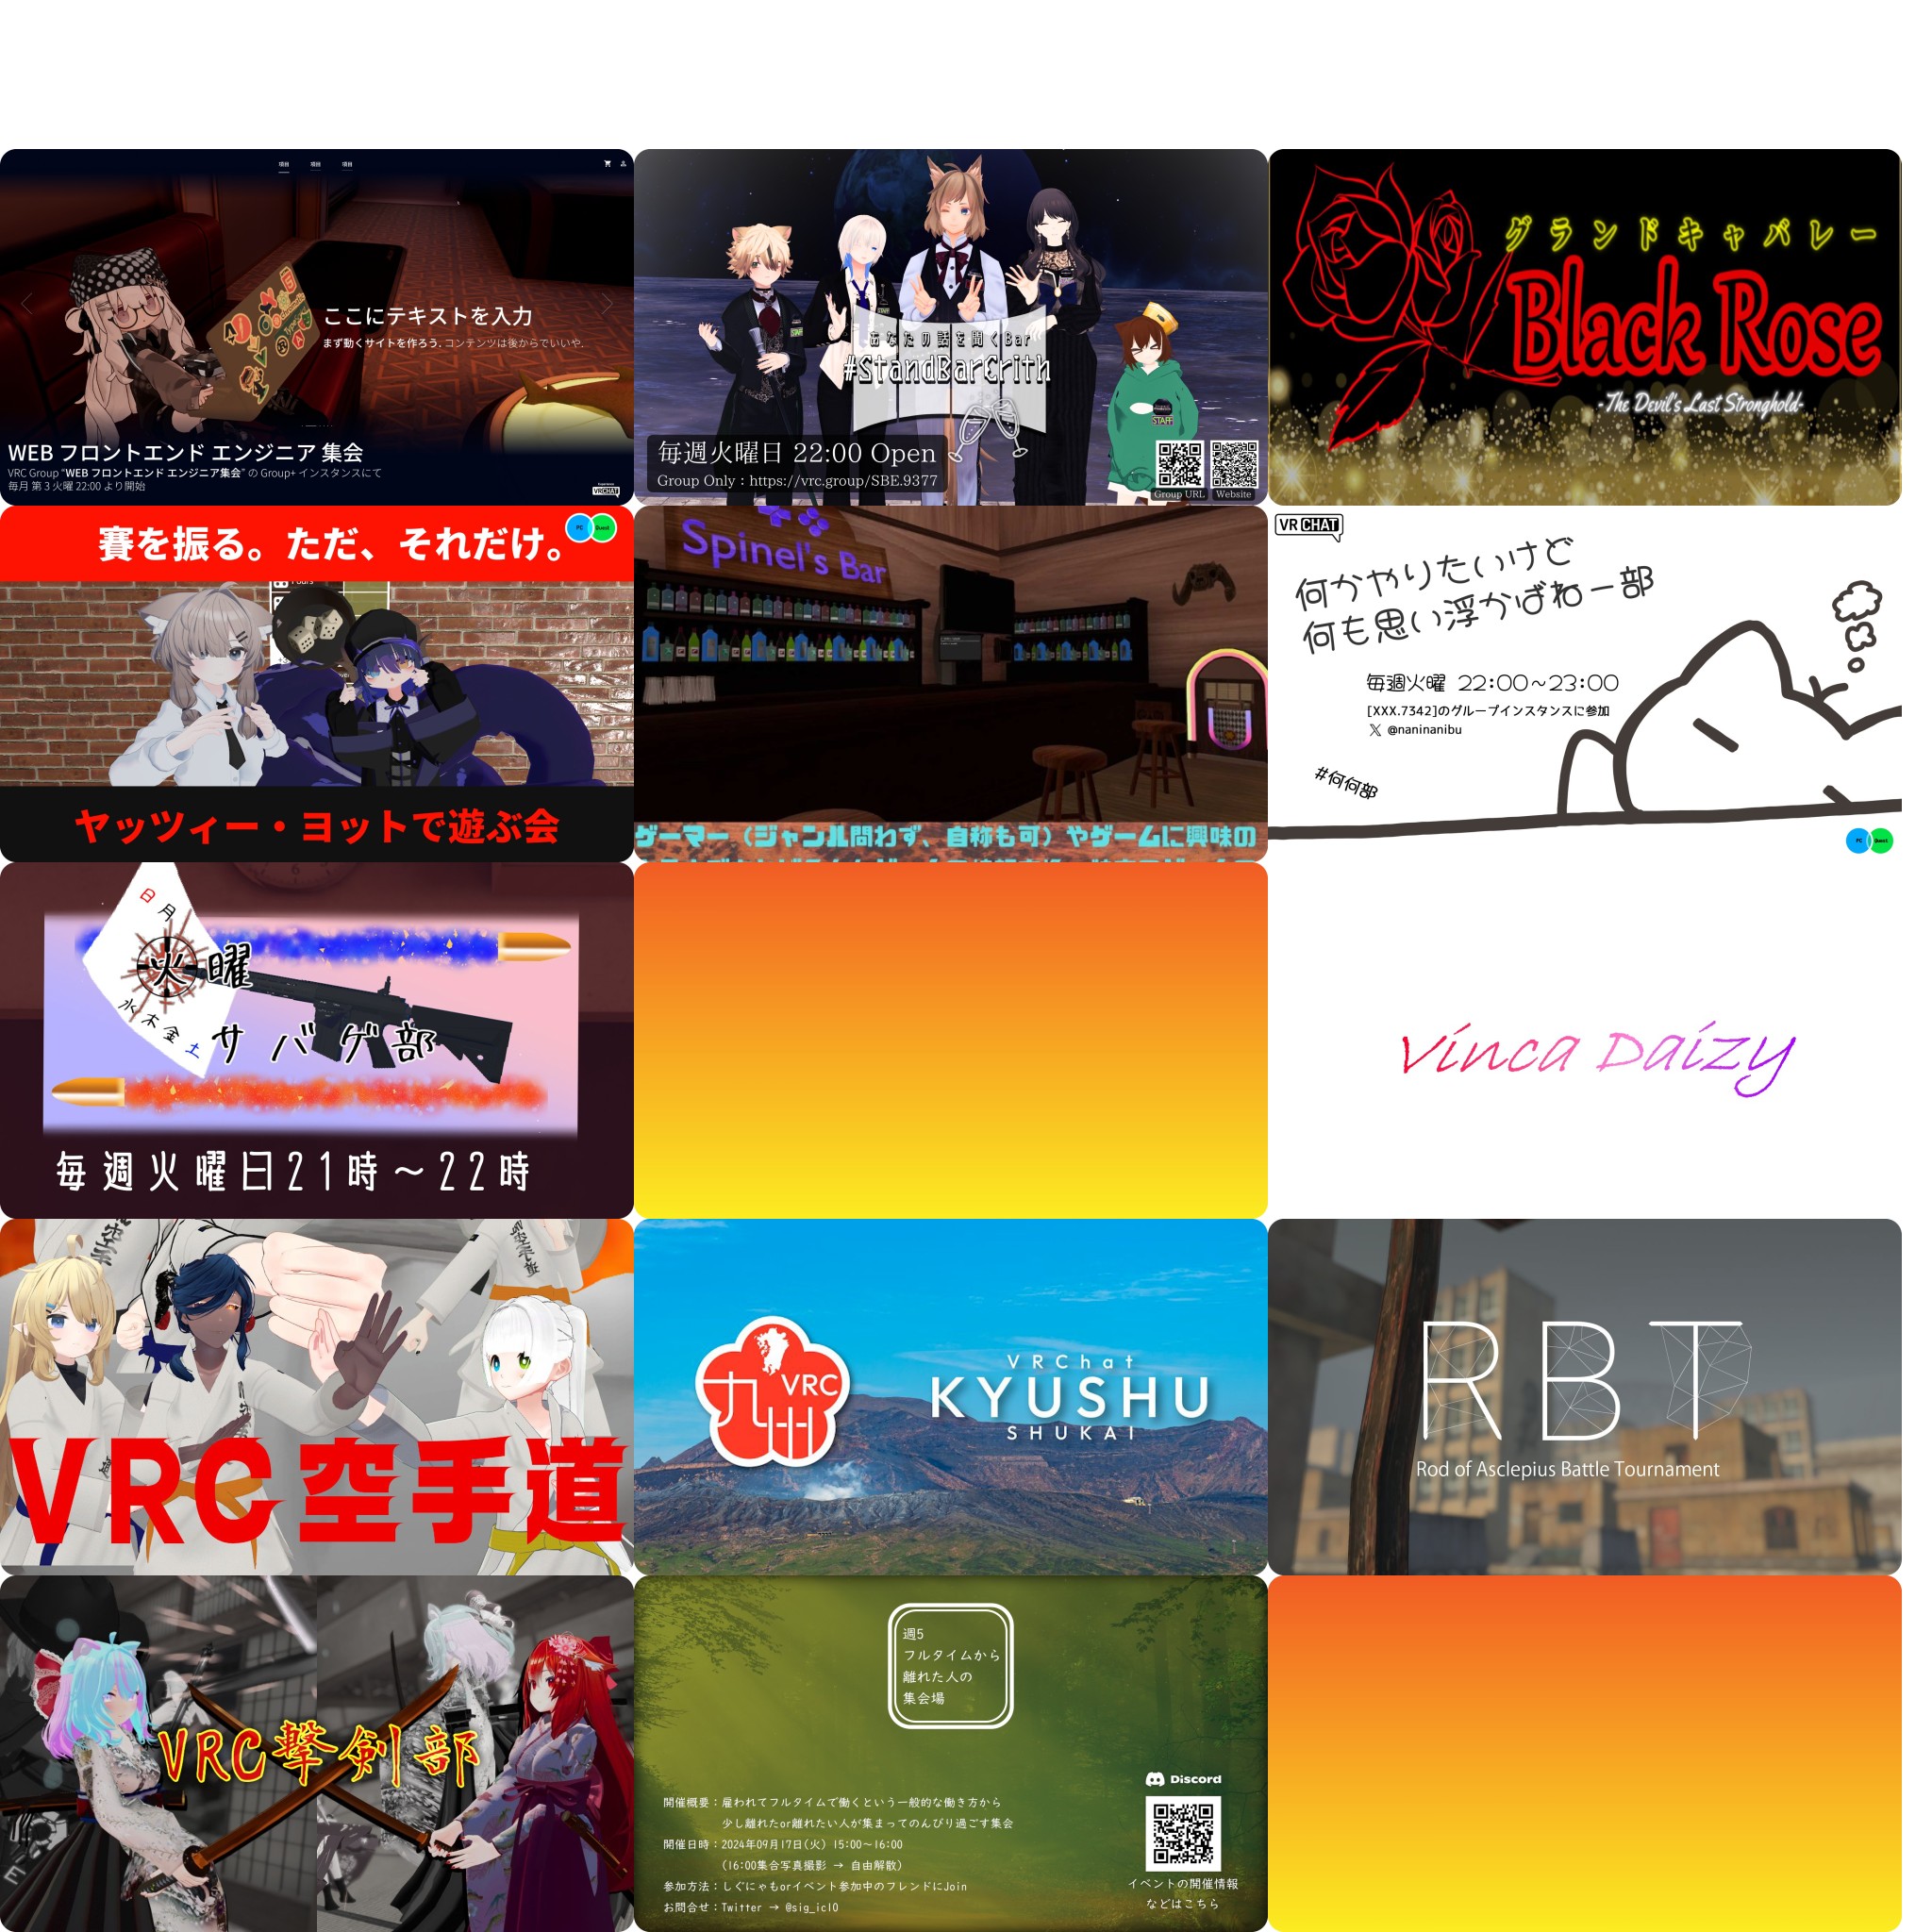 項目 項目 項目
ここにテキストを入力
まず動くサイトを作ろう. コンテンツは後からでいいや.
WEB フロントエンド エンジニア 集会
VRC Group “WEB フロントエンド エンジニア集会” の Group+ インスタンスにて
毎月 第 3 火曜 22:00 より開始
VRCHAT
あなたの話を聞くBar
#StandBarCrith
STAFF
毎週火曜日 22:00 Open
Group Only : https://vrc.group/SBE.9377
Group URL
Website
グランドキャバレー
Black Rose
-The Devil's Last Stronghold-
賽を振る。ただ、それだけ。
PC Quest
ヤッツィー・ヨットで遊ぶ会
Spinel's Bar
ゲーマー（ジャンル問わず、自称も可）やゲームに興味の
VRCHAT
何かやりたいけど
何も思い浮かばねー部
毎週火曜 22:00~23:00
[XXX.7342]のグループインスタンスに参加
X @naninanibu
#何何部
PC Quest
日月
火曜
水木金土
サバゲ部
毎週火曜日21時～22時
Vinca Daizy
VRC空手道
九州
VRC
VRChat
KYUSHU
SHUKAI
RBT
Rod of Asclepius Battle Tournament
VRC撃剣部
週5
フルタイムから
離れた人の
集会場
開催概要：雇われてフルタイムで働くという一般的な働き方から
少し離れたor離れたい人が集まってのんびり過ごす集会
開催日時：2024年09月17日(火) 15:00~16:00
(16:00集合写真撮影 → 自由解散)
参加方法：しぐにゃもorイベント参加中のフレンドにJoin
お問合せ：Twitter → @sig_icl0
Discord
イベントの開催情報
などはこちら